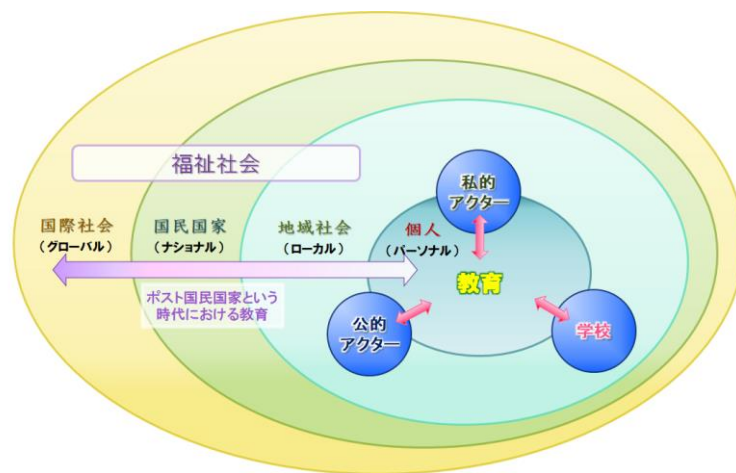 福祉社会
私的
アクター
国際社会
（グローバル）
国民国家
（ナショナル）
地域社会
（ローカル）
個人
（パーソナル）
教育
ポスト国民国家という
時代における教育
公的
アクター
学校